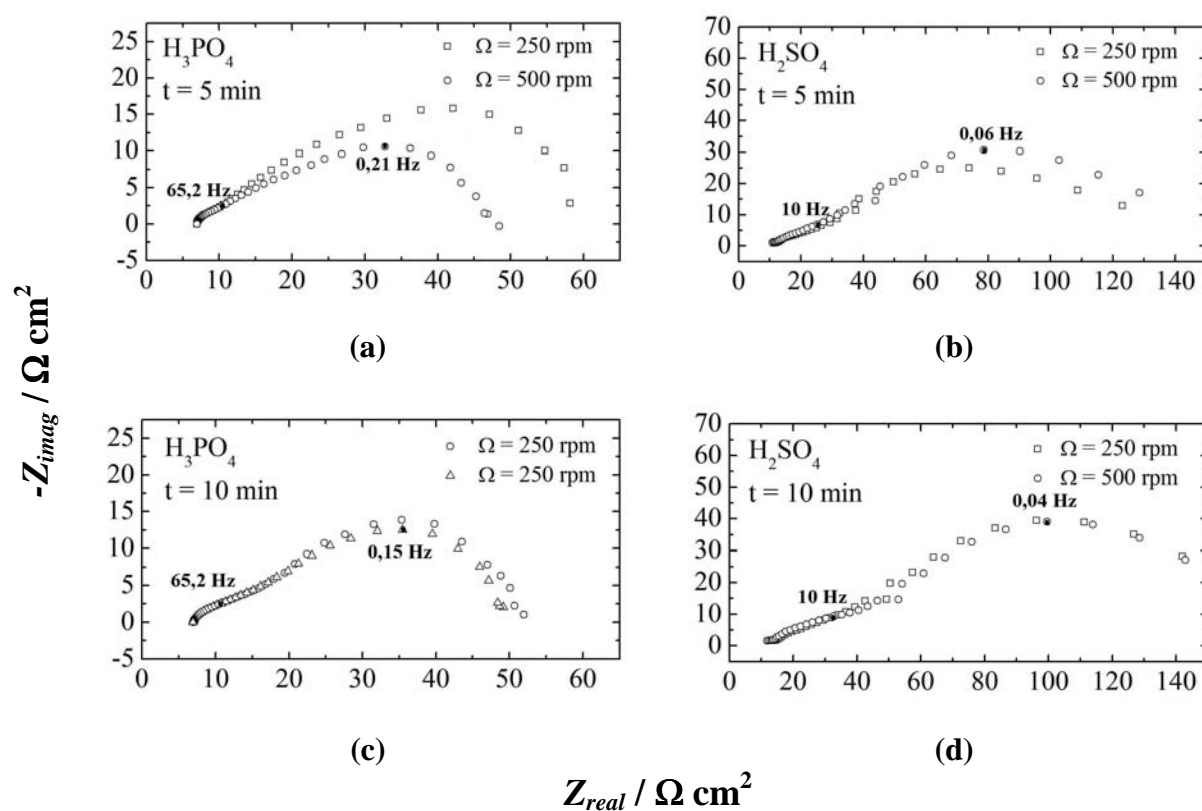 25
20
15
10
5
0
-5
H₃PO₄
t = 5 min
Ω = 250 rpm
Ω = 500 rpm
65,2 Hz
0,21 Hz
0 10 20 30 40 50 60
(a)
70
60
50
40
30
20
10
0
H₂SO₄
t = 5 min
Ω = 250 rpm
Ω = 500 rpm
0,06 Hz
10 Hz
0 20 40 60 80 100 120 140
(b)
-Z_imag / Ω cm²
25
20
15
10
5
0
-5
H₃PO₄
t = 10 min
Ω = 250 rpm
Ω = 250 rpm
65,2 Hz
0,15 Hz
0 10 20 30 40 50 60
(c)
70
60
50
40
30
20
10
0
H₂SO₄
t = 10 min
Ω = 250 rpm
Ω = 500 rpm
0,04 Hz
10 Hz
0 20 40 60 80 100 120 140
(d)
Z_real / Ω cm²